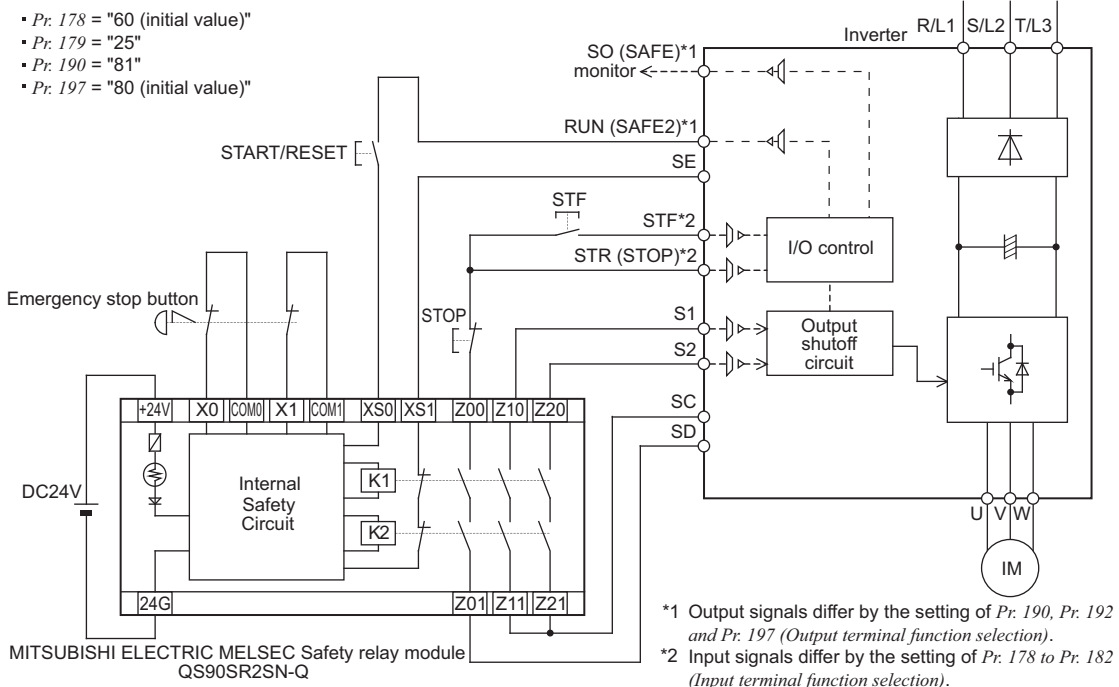 ▪ Pr. 178 = "60 (initial value)"
▪ Pr. 179 = "25"
▪ Pr. 190 = "81"
▪ Pr. 197 = "80 (initial value)"
Inverter
R/L1 S/L2 T/L3
SO (SAFE)*1
monitor
RUN (SAFE2)*1
START/RESET
SE
STF
STF*2
I/O control
STR (STOP)*2
Emergency stop button
STOP
S1
Output
shutoff
circuit
S2
SC
SD
+24V X0 COM0 X1 COM1 XS0 XS1 Z00 Z10 Z20
K1
DC24V
Internal
Safety
Circuit
K2
U V W
IM
24G Z01 Z11 Z21
MITSUBISHI ELECTRIC MELSEC Safety relay module
QS90SR2SN-Q
*1 Output signals differ by the setting of Pr. 190, Pr. 192
and Pr. 197 (Output terminal function selection).
*2 Input signals differ by the setting of Pr. 178 to Pr. 182
(Input terminal function selection).